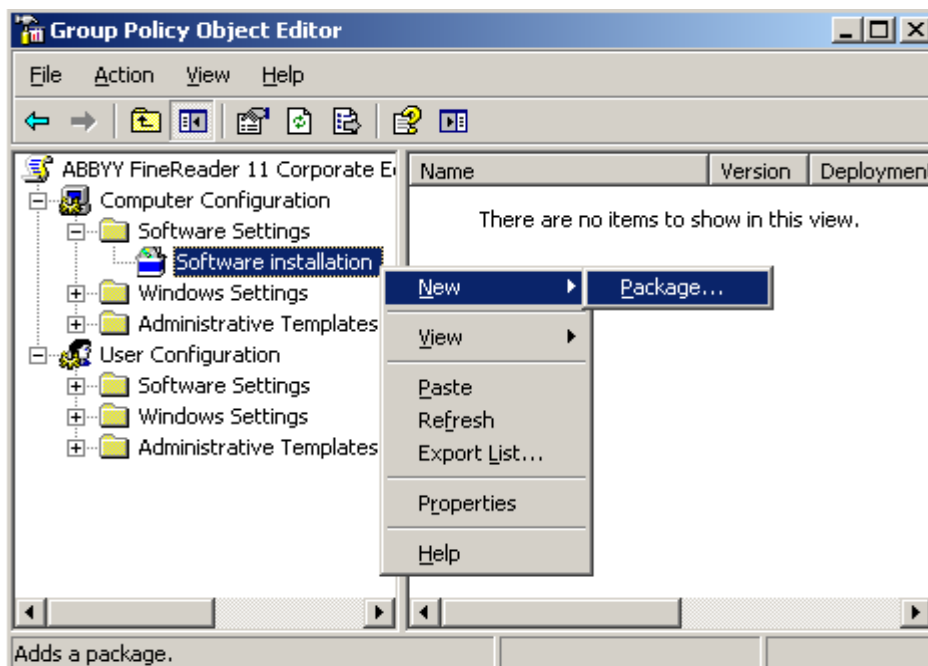 Group Policy Object Editor
File Action View Help
ABBYY FineReader 11 Corporate E
Name Version Deployment
Computer Configuration
There are no items to show in this view.
Software Settings
Software installation
New
Package...
Windows Settings
Administrative Templates
View
User Configuration
Software Settings
Paste
Windows Settings
Refresh
Administrative Templates
Export List...
Properties
Help
Adds a package.